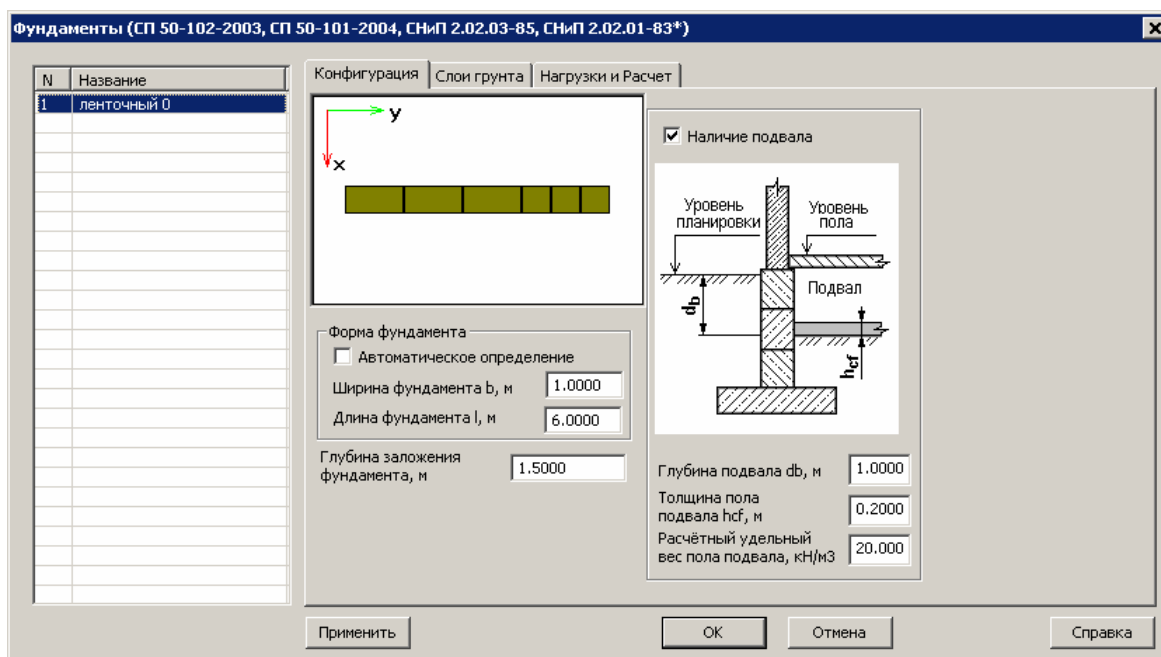 Фундаменты (СП 50-102-2003, СП 50-101-2004, СНиП 2.02.03-85, СНиП 2.02.01-83*)
N Название
1 ленточный 0
Конфигурация Слои грунта Нагрузки и Расчет
y
x
Форма фундамента
Автоматическое определение
Ширина фундамента b, м 1.0000
Длина фундамента l, м 6.0000
Глубина заложения
фундамента, м 1.5000
Наличие подвала
Уровень
планировки
Уровень
пола
Подвал
db
hcf
Глубина подвала db, м 1.0000
Толщина пола
подвала hcf, м 0.2000
Расчётный удельный
вес пола подвала, кН/м3 20.000
Применить ОК Отмена Справка